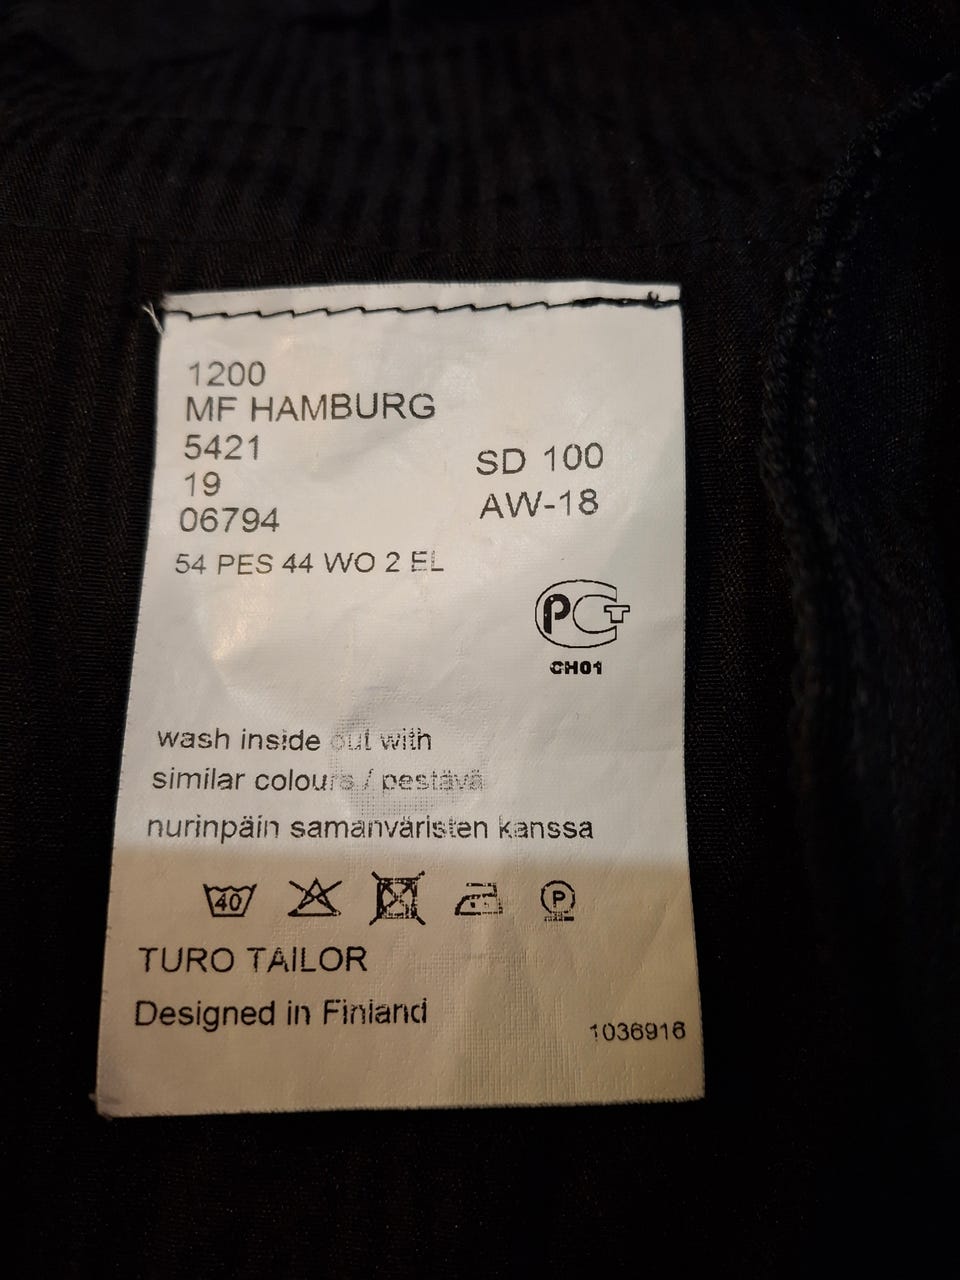 1200
MF HAMBURG
5421
SD 100
19
AW-18
06794
54 PES 44 WO 2 EL
PCT
CH01
wash inside out with
similar colours / pestävä
nurinpäin samanväristen kanssa
40
P
TURO TAILOR
Designed in Finland
1036916